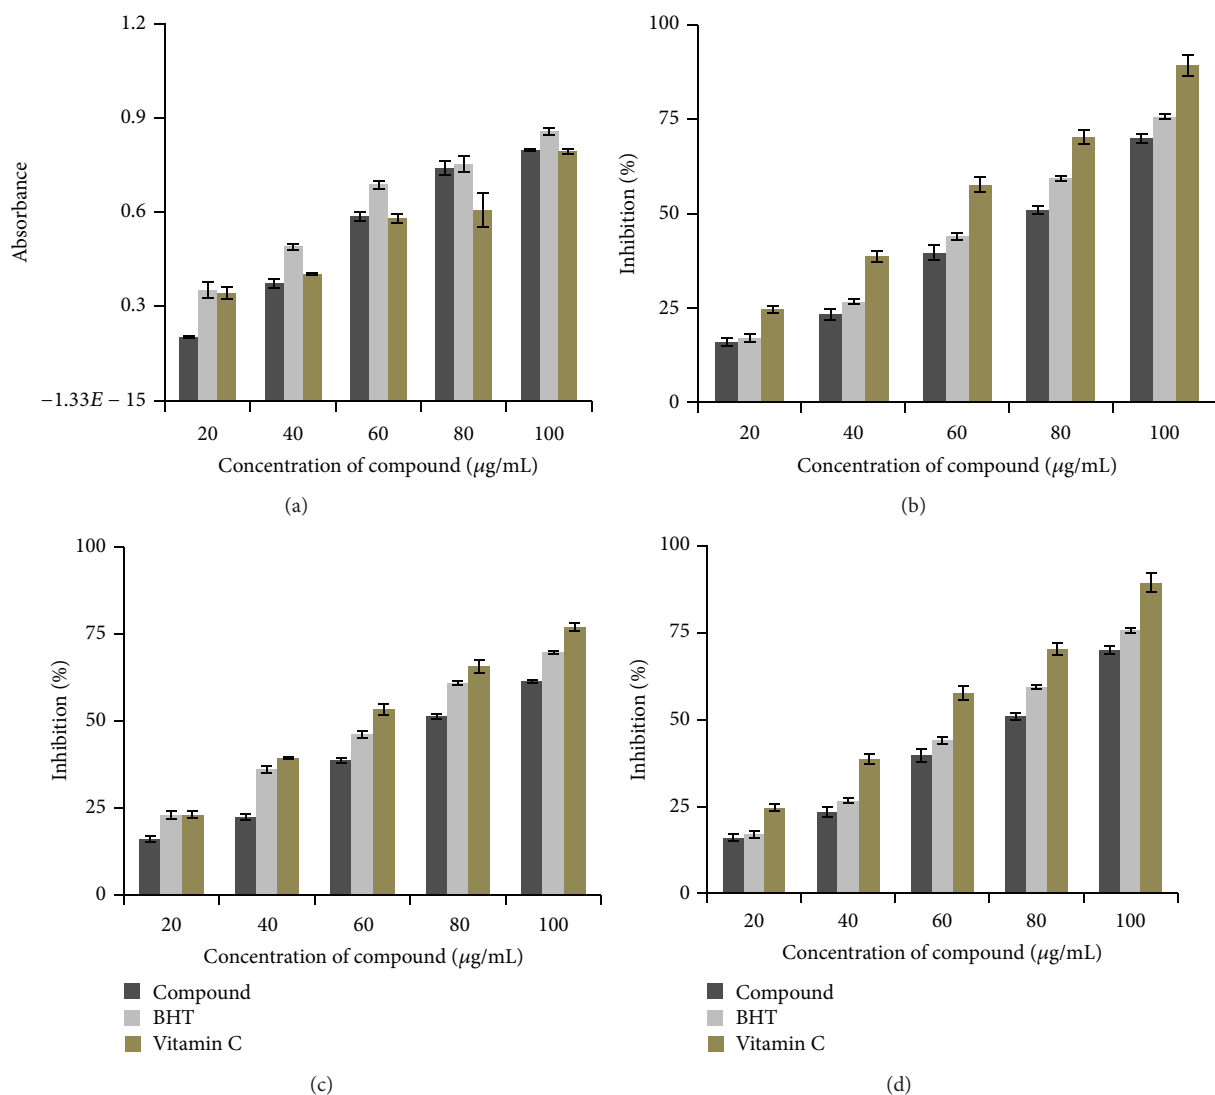 1.2
0.9
0.6
0.3
−1.33E − 15
Absorbance
20 40 60 80 100
Concentration of compound (μg/mL)
(a)
100
75
50
25
0
Inhibition (%)
20 40 60 80 100
Concentration of compound (μg/mL)
(b)
100
75
50
25
0
Inhibition (%)
20 40 60 80 100
Concentration of compound (μg/mL)
Compound
BHT
Vitamin C
(c)
100
75
50
25
0
Inhibition (%)
20 40 60 80 100
Concentration of compound (μg/mL)
Compound
BHT
Vitamin C
(d)